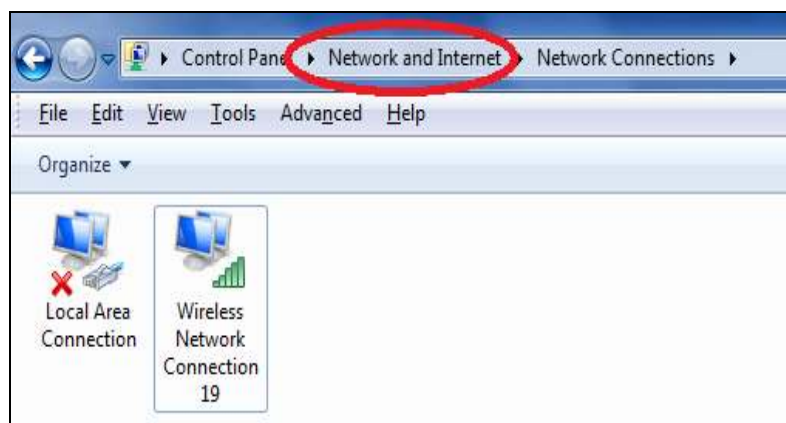 Control Panel Network and Internet Network Connections
File Edit View Tools Advanced Help
Organize
Local Area
Connection
Wireless
Network
Connection
19